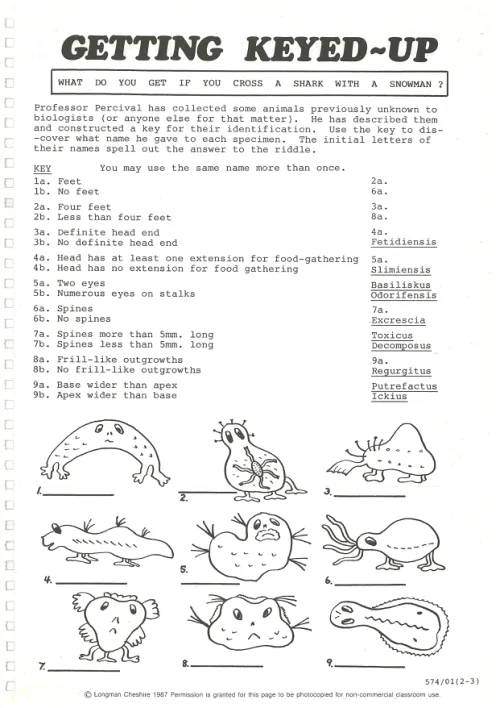 GETTING KEYED~UP
WHAT DO YOU GET IF YOU CROSS A SHARK WITH A SNOWMAN ?
Professor Percival has collected some animals previously unknown to
biologists (or anyone else for that matter). He has described them
and constructed a key for their identification. Use the key to dis-
-cover what name he gave to each specimen. The initial letters of
their names spell out the answer to the riddle.
KEY You may use the same name more than once.
1a. Feet 2a.
1b. No feet 6a.
2a. Four feet 3a.
2b. Less than four feet 8a.
3a. Definite head end 4a.
3b. No definite head end Fetidiensis
4a. Head has at least one extension for food-gathering 5a.
4b. Head has no extension for food gathering Slimiensis
5a. Two eyes Basiliskus
5b. Numerous eyes on stalks Odorifensis
6a. Spines 7a.
6b. No spines Excrescia
7a. Spines more than 5mm. long Toxicus
7b. Spines less than 5mm. long Decomposus
8a. Frill-like outgrowths 9a.
8b. No frill-like outgrowths Regurgitus
9a. Base wider than apex Putrefactus
9b. Apex wider than base Ickius
1.
2.
3.
4.
5.
6.
7.
8.
9.
574/01(2-3)
© Longman Cheshire 1987 Permission is granted for this page to be photocopied for non-commercial classroom use.